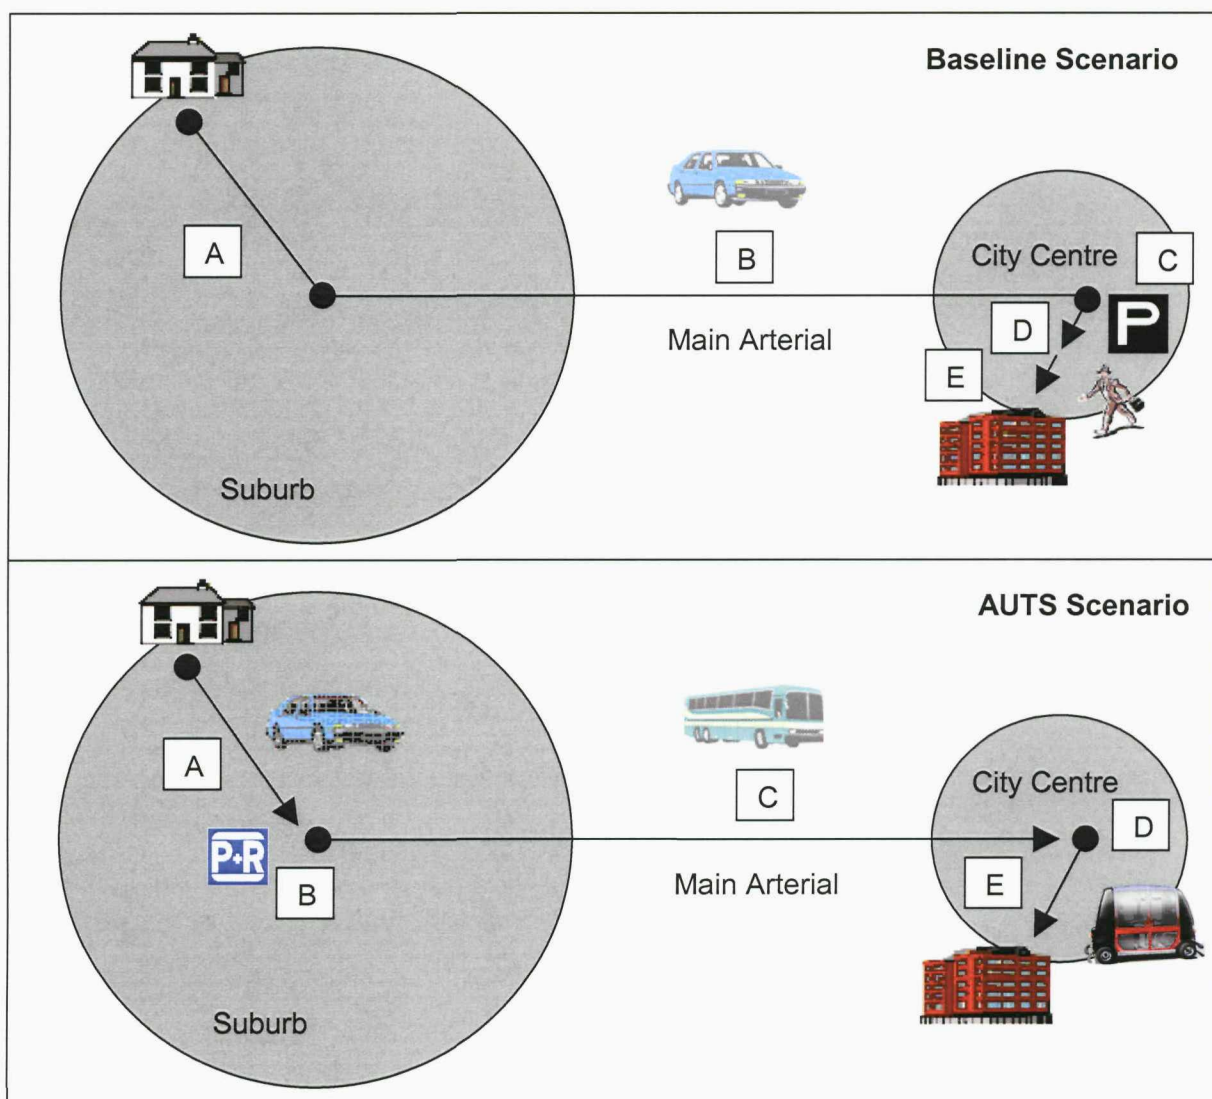 Baseline Scenario
A
B
City Centre
C
Main Arterial
D
P
E
Suburb
AUTS Scenario
A
C
City Centre
D
P+R
B
Main Arterial
E
Suburb